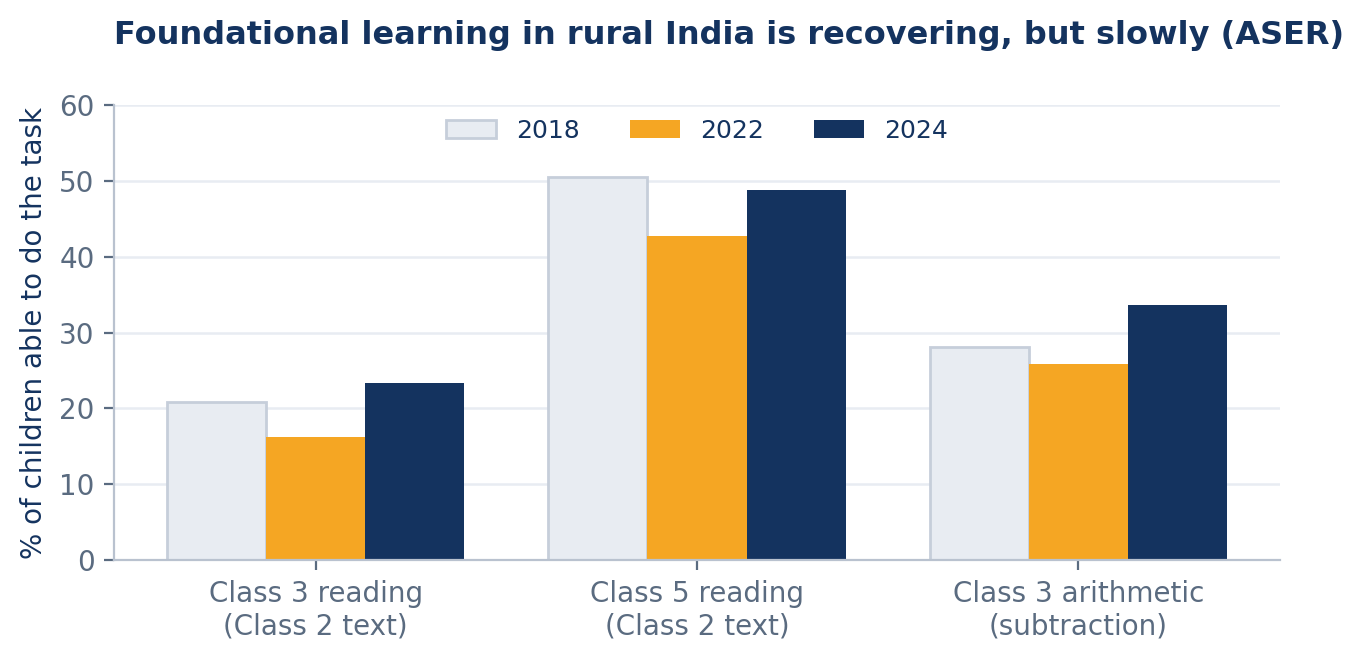 Foundational learning in rural India is recovering, but slowly (ASER)
% of children able to do the task
60
50
40
30
20
10
0
2018 2022 2024
Class 3 reading
(Class 2 text)
Class 5 reading
(Class 2 text)
Class 3 arithmetic
(subtraction)